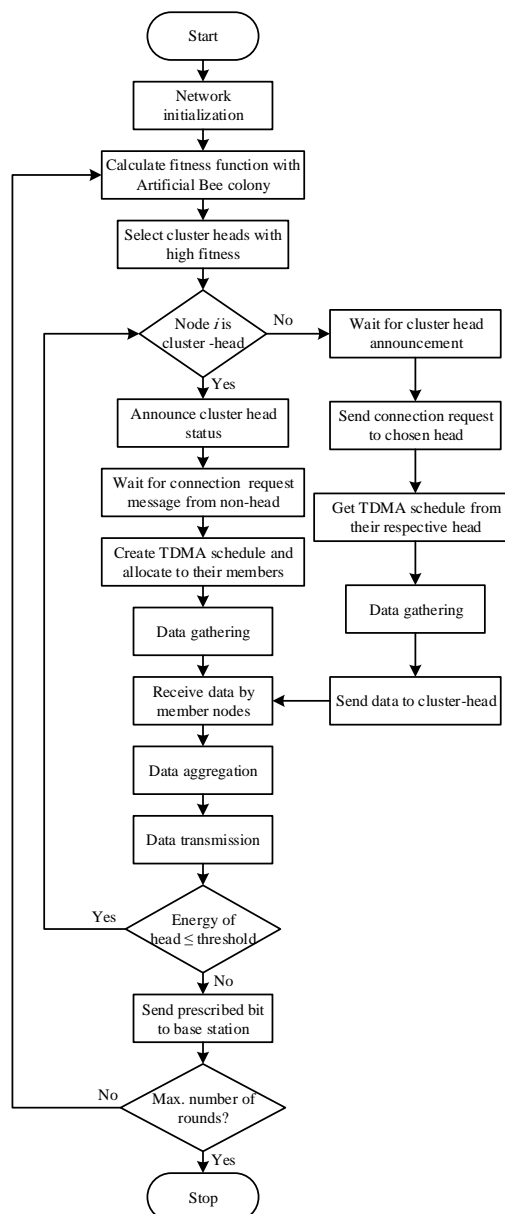 Start
Network
initialization
Calculate fitness function with
Artificial Bee colony
Select cluster heads with
high fitness
Node i is
cluster -head
No
Wait for cluster head
announcement
Yes
Announce cluster head
status
Send connection request
to chosen head
Wait for connection request
message from non-head
Get TDMA schedule from
their respective head
Create TDMA schedule and
allocate to their members
Data gathering
Data gathering
Receive data by
member nodes
Send data to cluster-head
Data aggregation
Data transmission
Yes
Energy of
head ≤ threshold
No
Send prescribed bit
to base station
No
Max. number of
rounds?
Yes
Stop